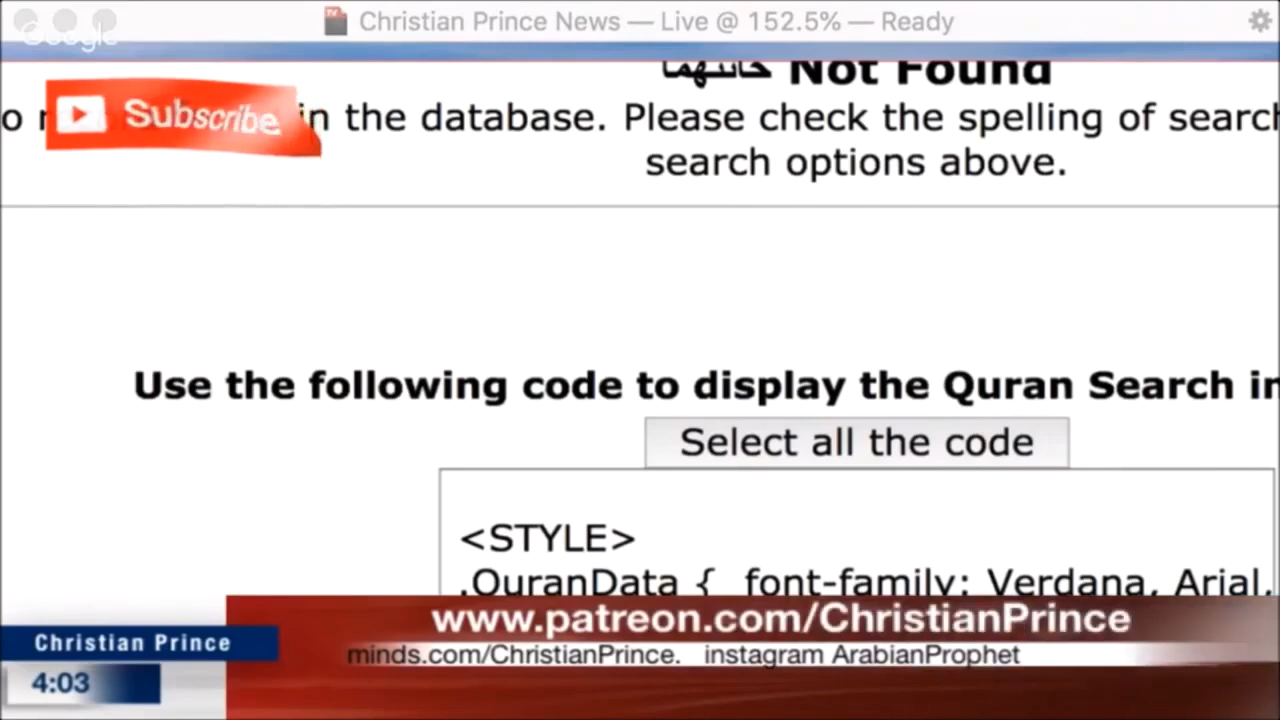 Christian Prince News — Live @ 152.5% — Ready
Google
Not Found
Subscribe
in the database. Please check the spelling of search
search options above.
Use the following code to display the Quran Search in
Select all the code
<STYLE>
.QuranData { font-family: Verdana, Arial,
www.patreon.com/ChristianPrince
Christian Prince
minds.com/ChristianPrince. instagram ArabianProphet
4:03